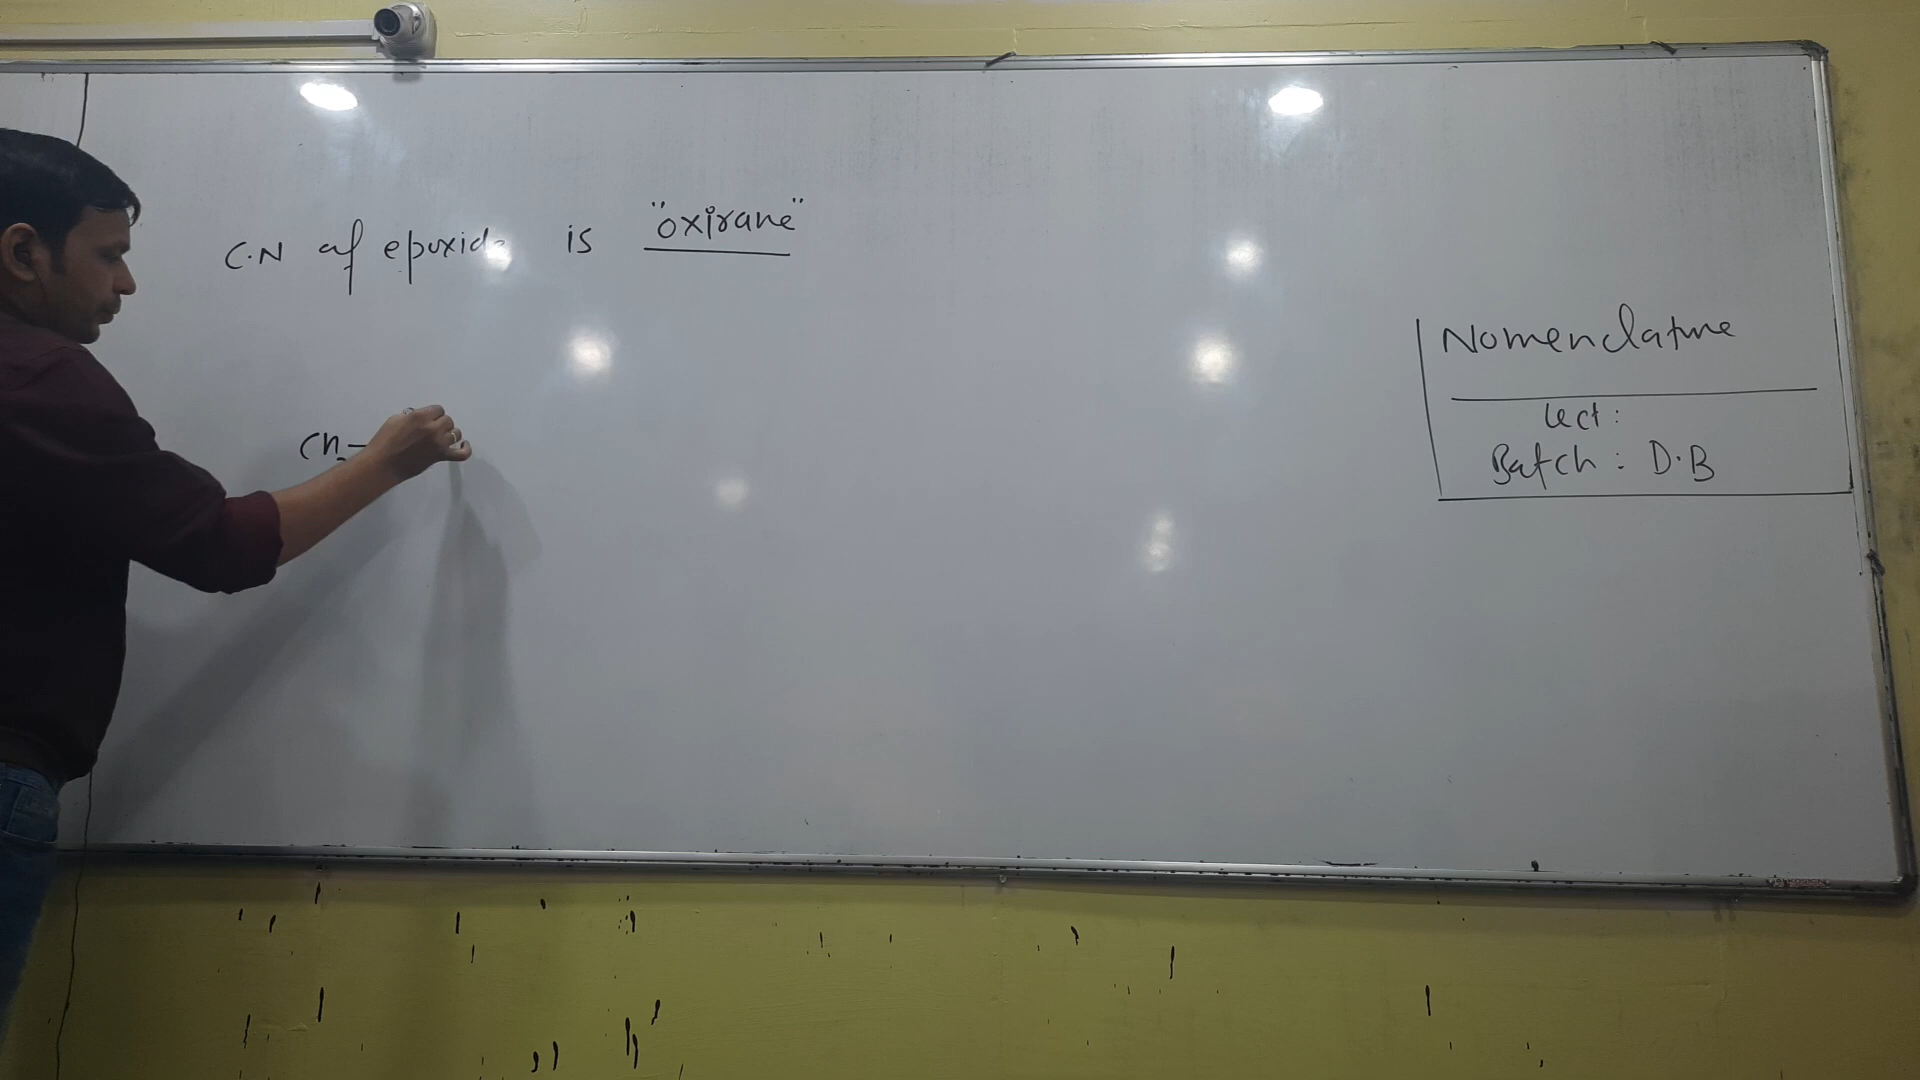 C.N of epoxide is "oxirane"
CH2-
Nomenclature
Lect:
Batch: D.B